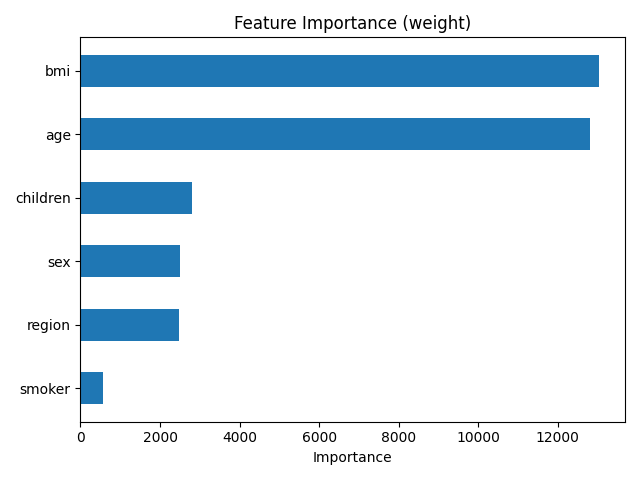 Feature Importance (weight)
bmi
age
children
sex
region
smoker
0 2000 4000 6000 8000 10000 12000
Importance